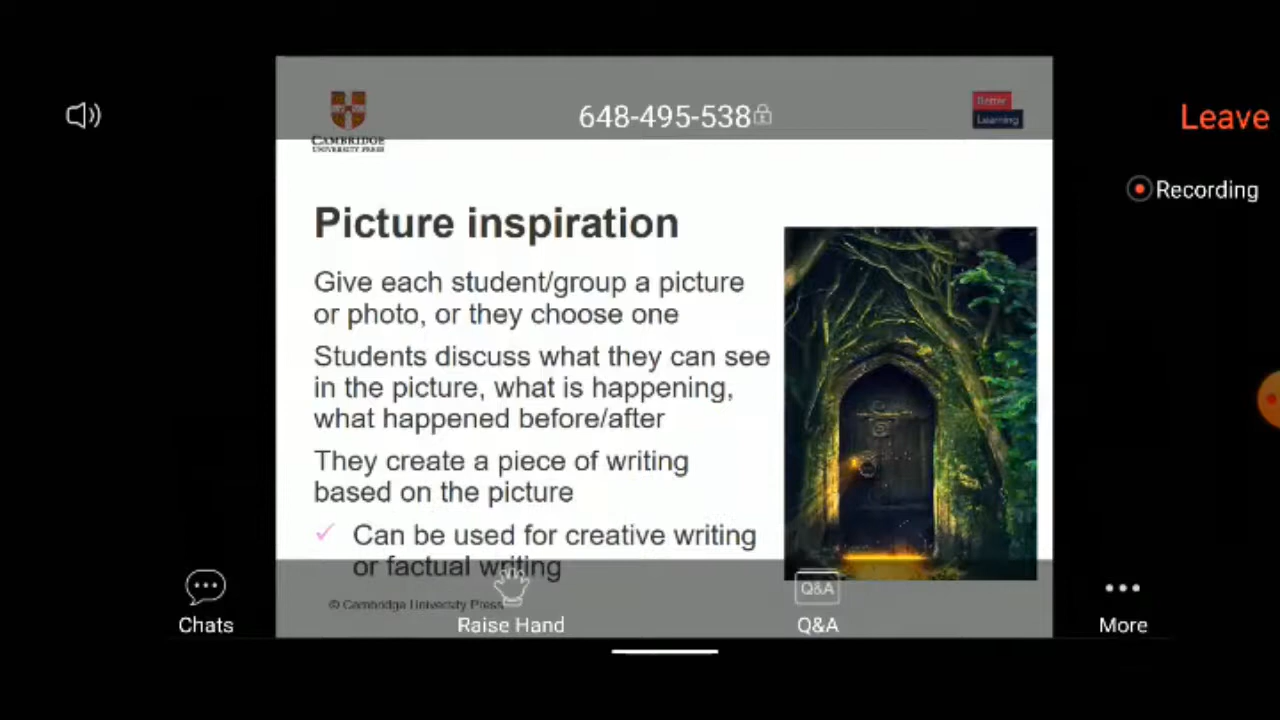 648-495-538
Leave
Better
Learning
CAMBRIDGE
UNIVERSITY PRESS
Recording
Picture inspiration
Give each student/group a picture
or photo, or they choose one
Students discuss what they can see
in the picture, what is happening,
what happened before/after
They create a piece of writing
based on the picture
✓ Can be used for creative writing
or factual writing
© Cambridge University Press
Chats
Raise Hand
Q&A
Q&A
More